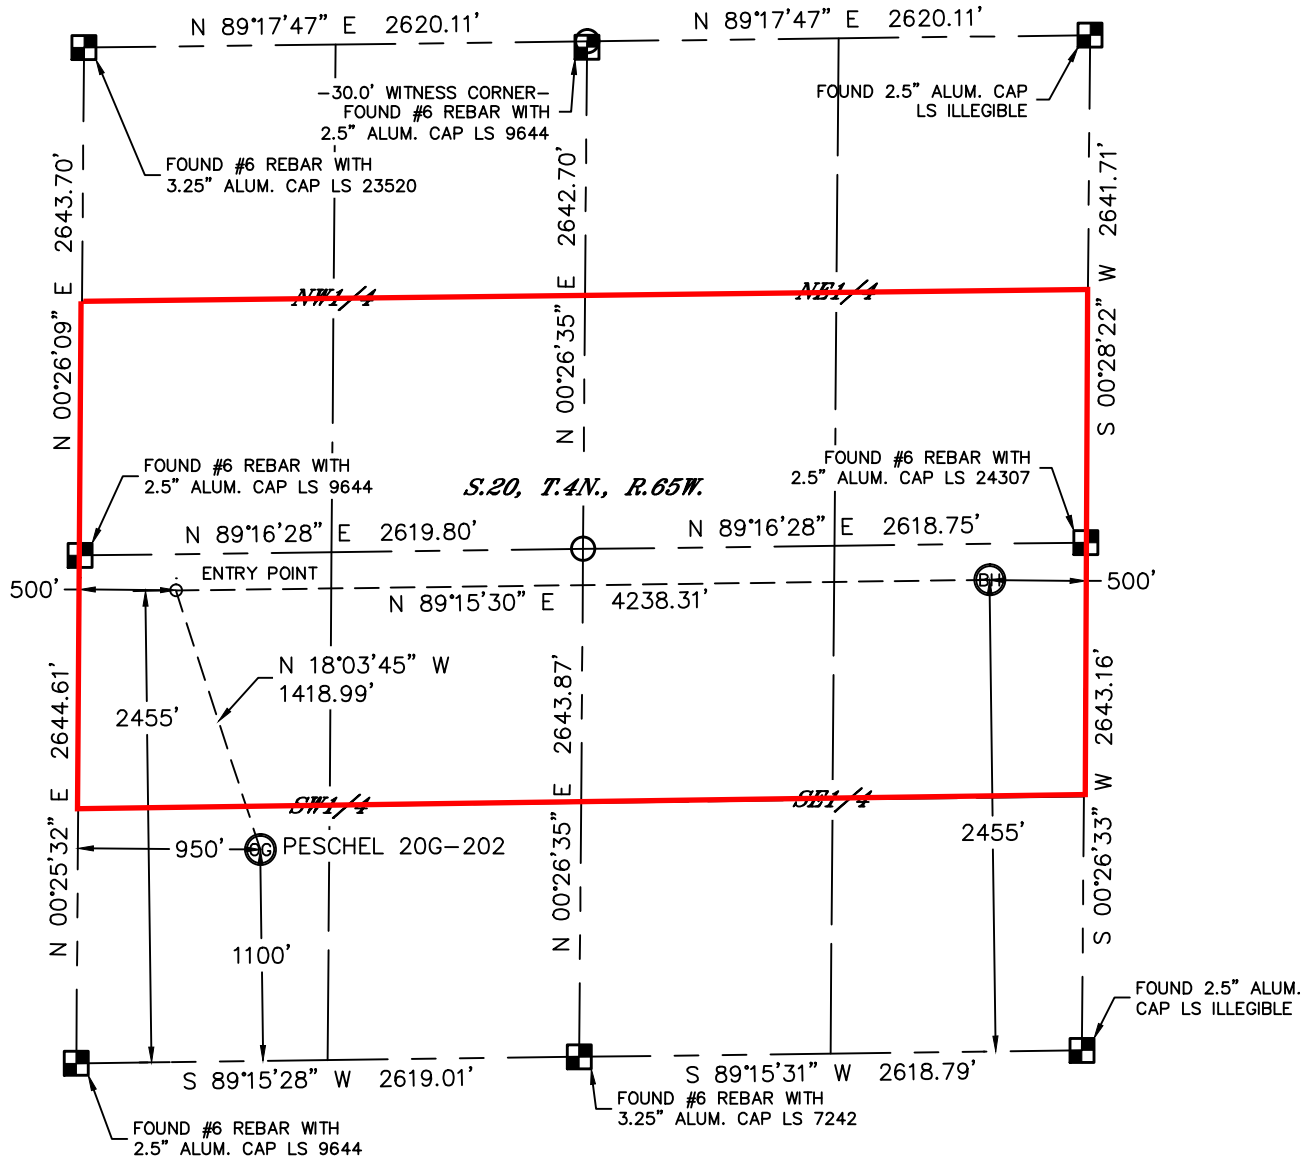 N 89°17'47" E 2620.11'
N 89°17'47" E 2620.11'
-30.0' WITNESS CORNER-
FOUND #6 REBAR WITH
2.5" ALUM. CAP LS 9644
FOUND 2.5" ALUM. CAP
LS ILLEGIBLE
FOUND #6 REBAR WITH
3.25" ALUM. CAP LS 23520
N 00°26'09" E 2643.70'
N 00°26'35" E 2642.70'
S 00°28'22" W 2641.71'
NW1/4
NE1/4
FOUND #6 REBAR WITH
2.5" ALUM. CAP LS 9644
S.20, T.4N., R.65W.
FOUND #6 REBAR WITH
2.5" ALUM. CAP LS 24307
N 89°16'28" E 2619.80'
N 89°16'28" E 2618.75'
500'
ENTRY POINT
BH
500'
N 89°15'30" E 4238.31'
N 18°03'45" W
1418.99'
2455'
N 00°25'32" E 2644.61'
N 00°26'35" E 2643.87'
S 00°26'33" W 2643.16'
SW1/4
SE1/4
2455'
950'
OG
PESCHEL 20G-202
1100'
FOUND 2.5" ALUM.
CAP LS ILLEGIBLE
S 89°15'28" W 2619.01'
S 89°15'31" W 2618.79'
FOUND #6 REBAR WITH
3.25" ALUM. CAP LS 7242
FOUND #6 REBAR WITH
2.5" ALUM. CAP LS 9644